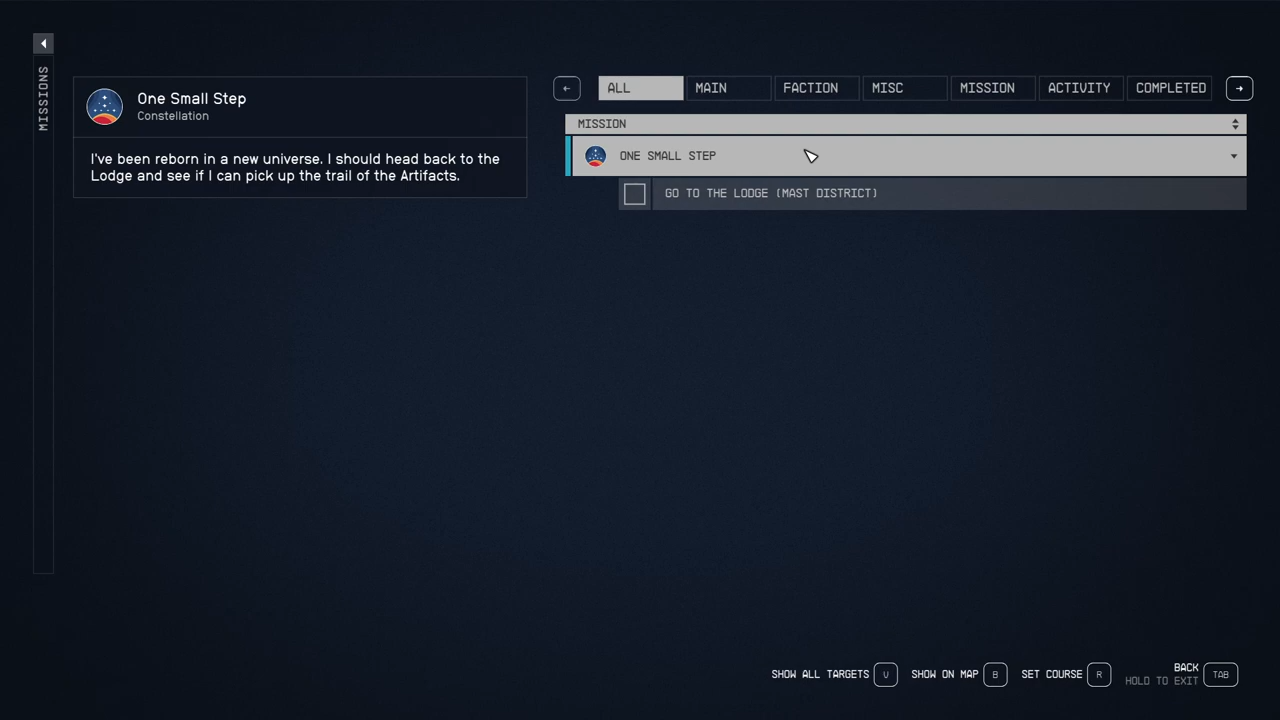 MISSIONS
One Small Step
Constellation
I've been reborn in a new universe. I should head back to the
Lodge and see if I can pick up the trail of the Artifacts.
ALL MAIN FACTION MISC MISSION ACTIVITY COMPLETED
MISSION
ONE SMALL STEP
GO TO THE LODGE (MAST DISTRICT)
SHOW ALL TARGETS V SHOW ON MAP B SET COURSE R BACK TAB
HOLD TO EXIT